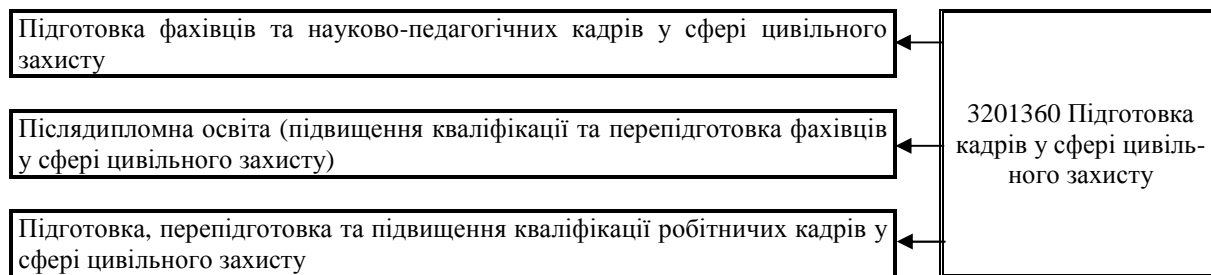 Підготовка фахівців та науково-педагогічних кадрів у сфері цивільного
захисту
Післядипломна освіта (підвищення кваліфікації та перепідготовка фахівців
у сфері цивільного захисту)
Підготовка, перепідготовка та підвищення кваліфікації робітничих кадрів у
сфері цивільного захисту
3201360 Підготовка
кадрів у сфері цивіль-
ного захисту